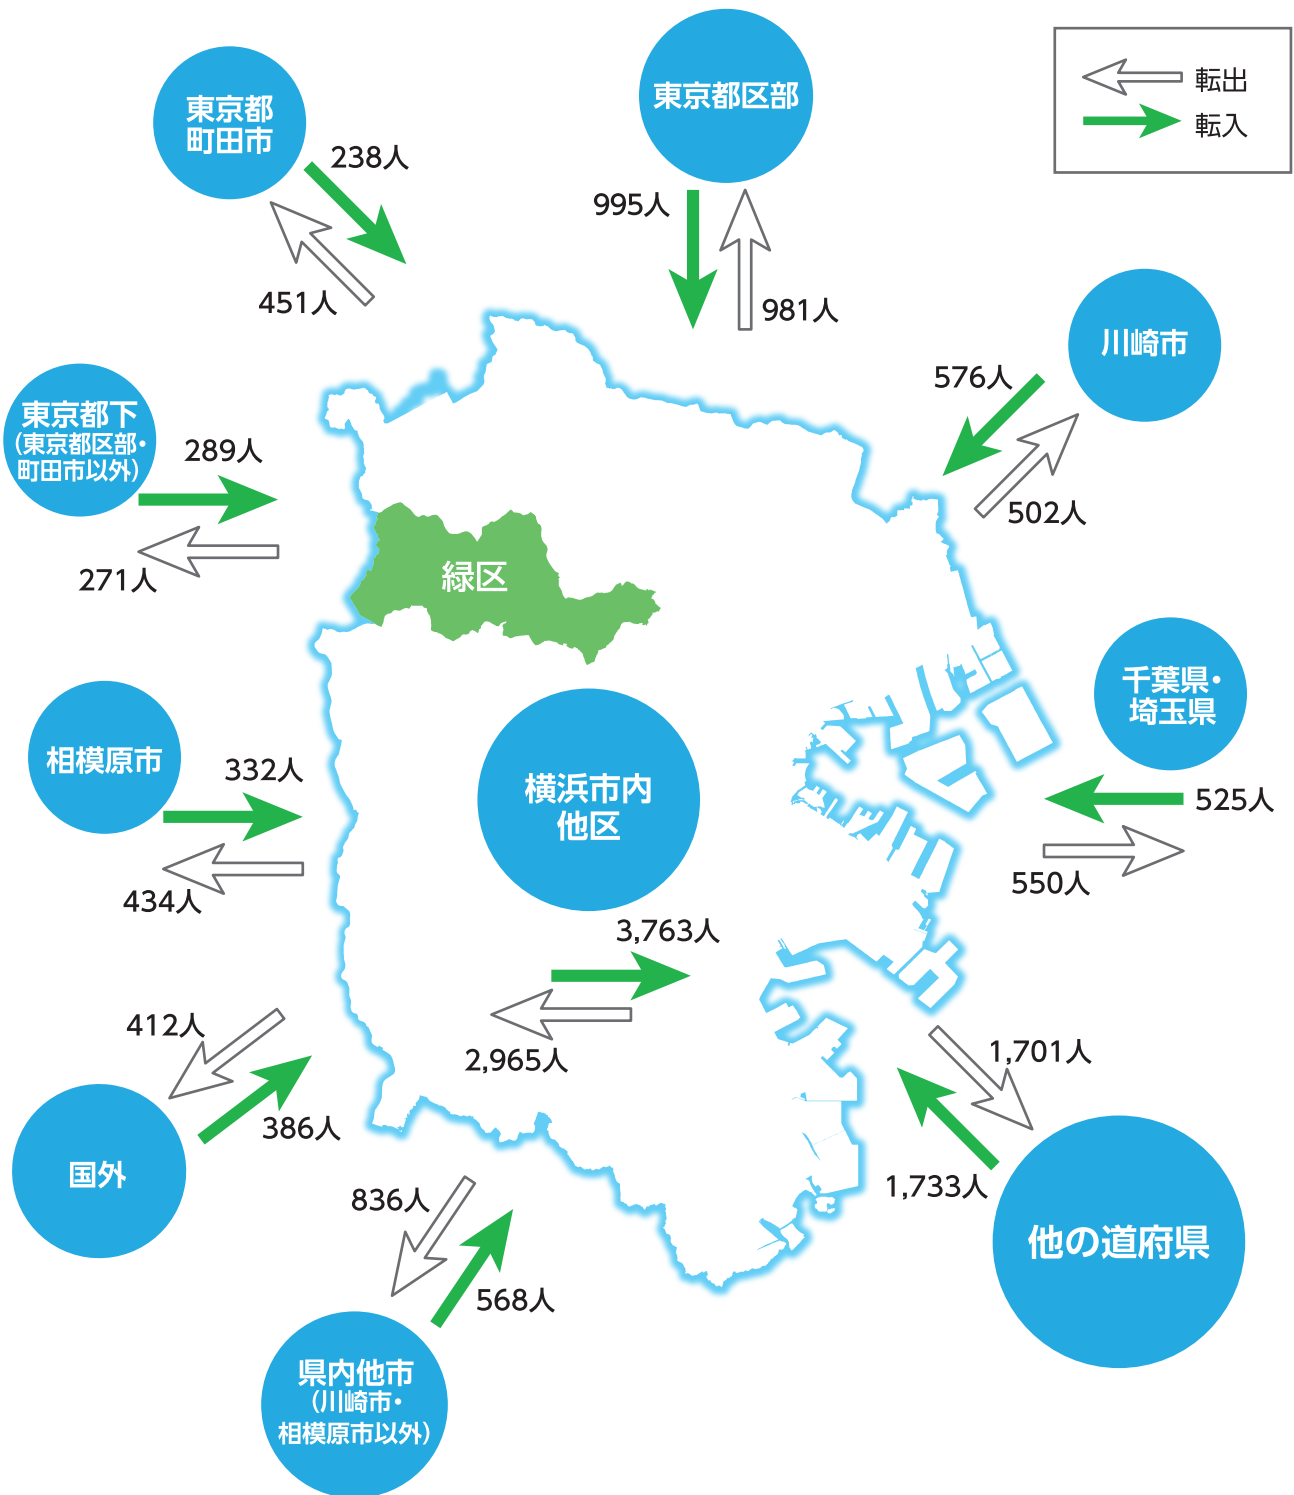 転出
転入
東京都
町田市
238人
451人
東京都区部
995人
981人
川崎市
576人
502人
東京都下
（東京都区部・
町田市以外）
289人
271人
緑区
千葉県・
埼玉県
525人
550人
相模原市
332人
434人
横浜市内
他区
3,763人
2,965人
412人
386人
国外
1,701人
1,733人
他の道府県
836人
568人
県内他市
（川崎市・
相模原市以外）